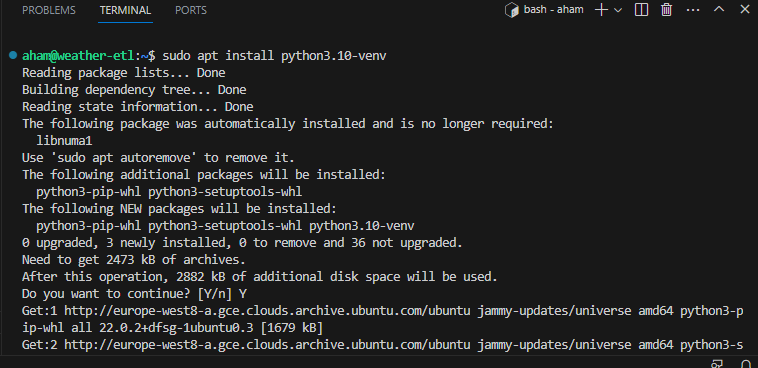 PROBLEMS TERMINAL PORTS bash - aham
aham@weather-etl:~$ sudo apt install python3.10-venv
Reading package lists... Done
Building dependency tree... Done
Reading state information... Done
The following package was automatically installed and is no longer required:
  libnuma1
Use 'sudo apt autoremove' to remove it.
The following additional packages will be installed:
  python3-pip-whl python3-setuptools-whl
The following NEW packages will be installed:
  python3-pip-whl python3-setuptools-whl python3.10-venv
0 upgraded, 3 newly installed, 0 to remove and 36 not upgraded.
Need to get 2473 kB of archives.
After this operation, 2882 kB of additional disk space will be used.
Do you want to continue? [Y/n] Y
Get:1 http://europe-west8-a.gce.clouds.archive.ubuntu.com/ubuntu jammy-updates/universe amd64 python3-p
ip-whl all 22.0.2+dfsg-1ubuntu0.3 [1679 kB]
Get:2 http://europe-west8-a.gce.clouds.archive.ubuntu.com/ubuntu jammy-updates/universe amd64 python3-s